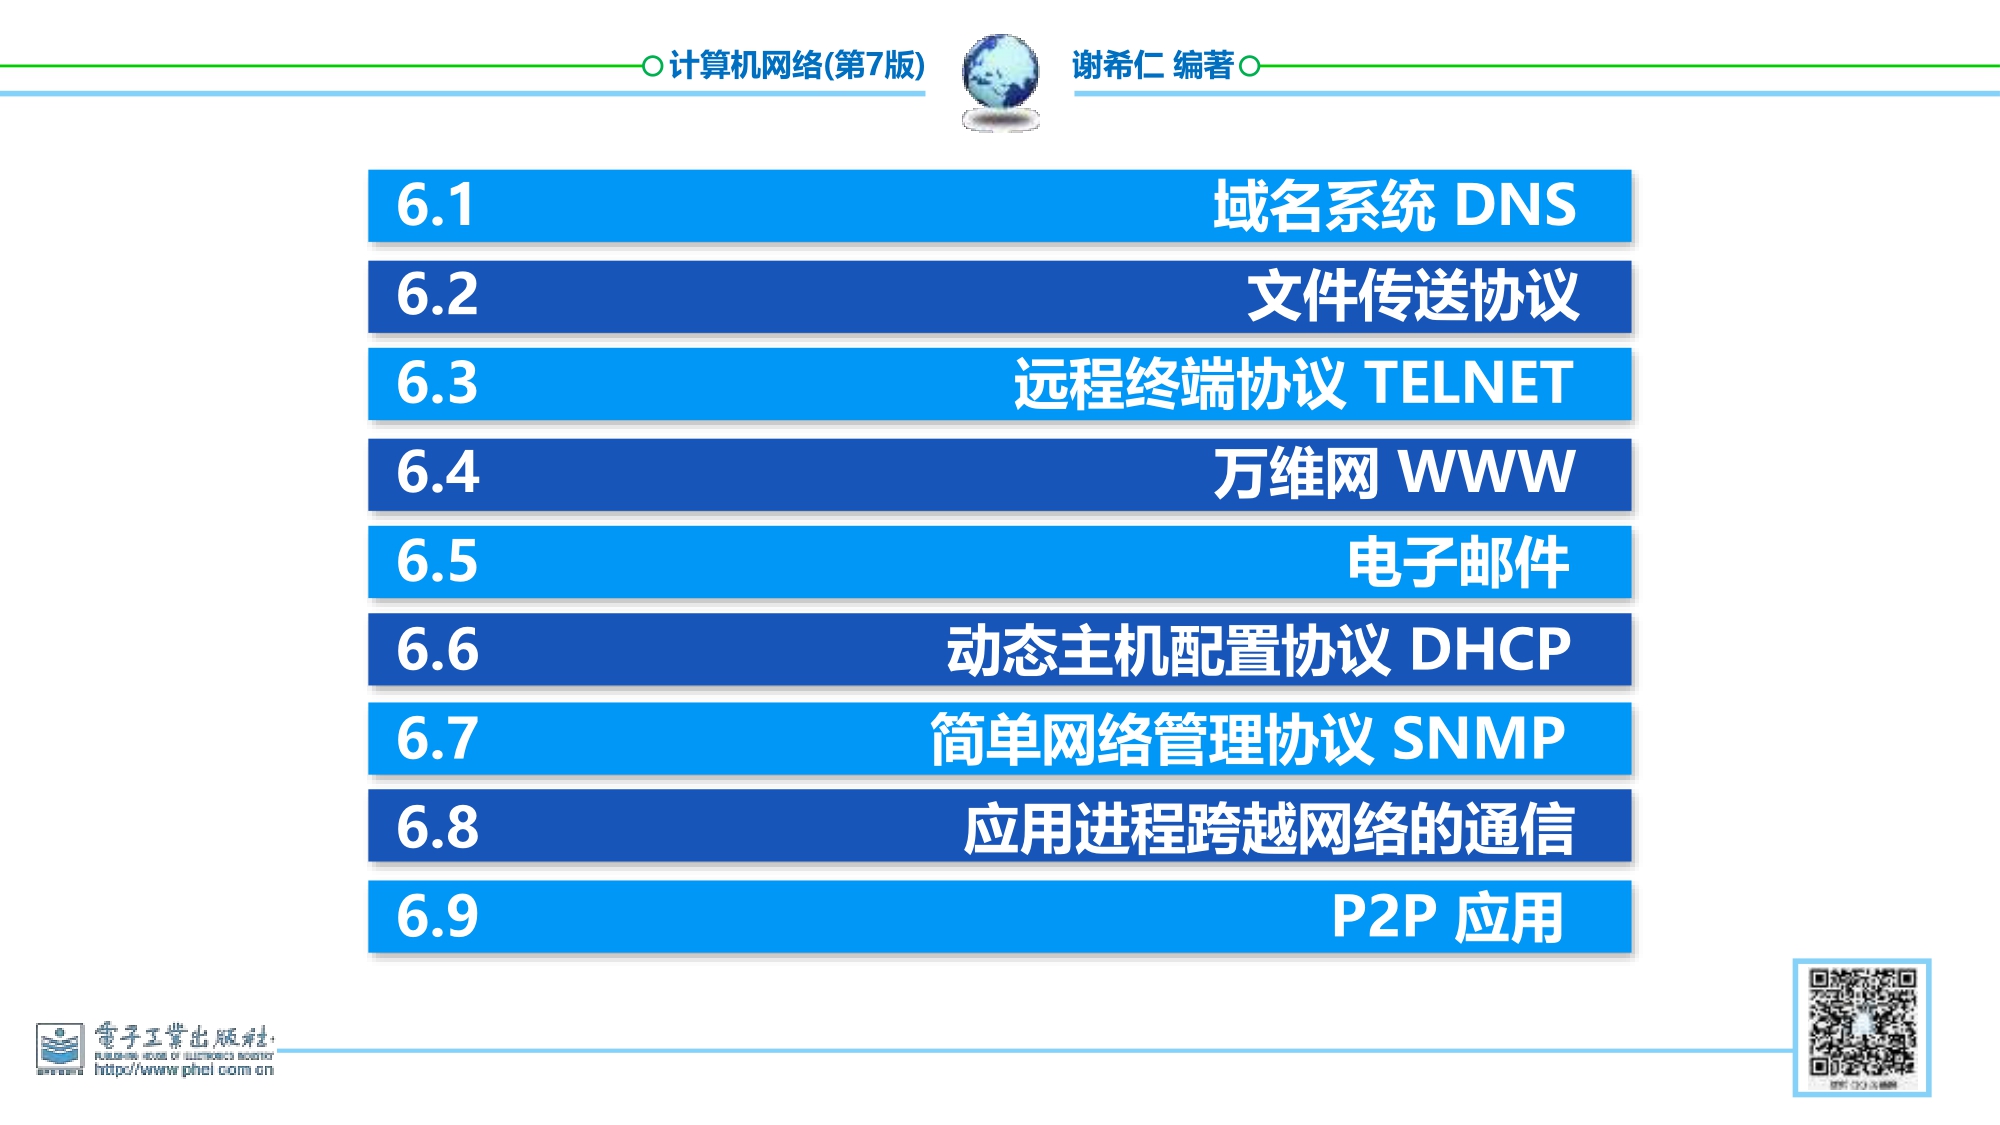 计算机网络(第7版)
谢希仁 编著
6.1 域名系统 DNS
6.2 文件传送协议
6.3 远程终端协议 TELNET
6.4 万维网 WWW
6.5 电子邮件
6.6 动态主机配置协议 DHCP
6.7 简单网络管理协议 SNMP
6.8 应用进程跨越网络的通信
6.9 P2P 应用
電子工業出版社
PUBLISHING HOUSE OF ELECTRONICS INDUSTRY
http://www.phei.com.cn